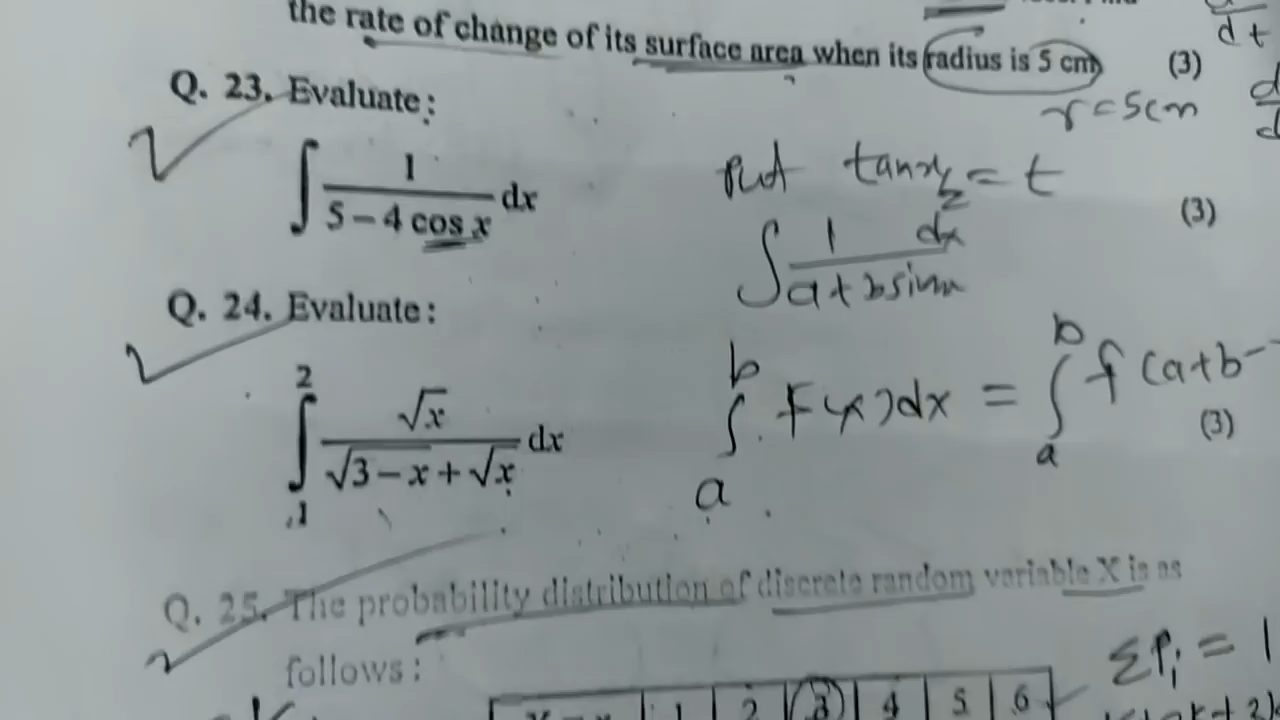 the rate of change of its surface area when its radius is 5 cm (3)
dt
r = 5cm
Q. 23. Evaluate :
∫ 1 / (5 – 4 cos x) dx
put tan x/2 = t
(3)
∫ 1 dx / (a + b sin x)
Q. 24. Evaluate :
∫₁² √x / (√3 – x + √x) dx
∫ₐᵇ f(x)dx = ∫ₐᵇ f(a+b-
(3)
Q. 25. The probability distribution of discrete random variable X is as
follows :
ΣPᵢ = 1
1 2 3 4 5 6